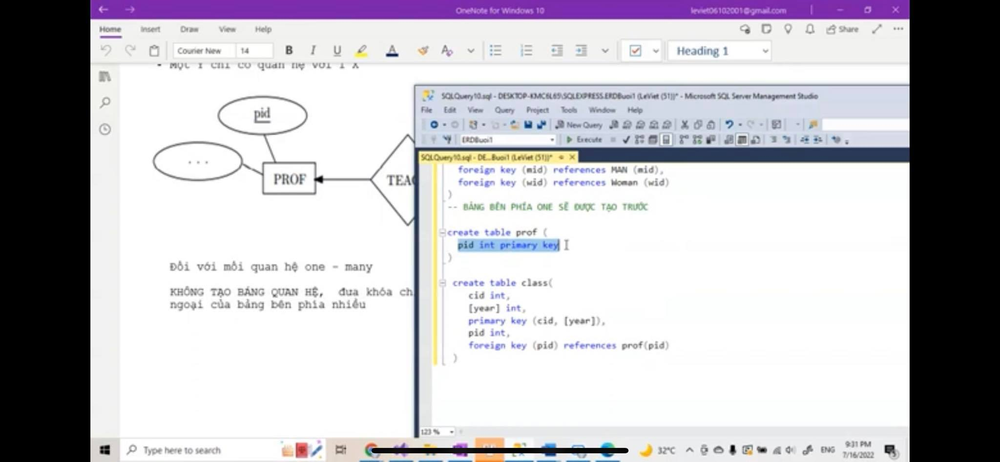 OneNote for Windows 10
leviet06102001@gmail.com
Home Insert Draw View Help
Share
Courier New 14 B I U A
Heading 1
Một Y chỉ có quan hệ với 1 X
pid
. . .
PROF
TEAC
Đối với mối quan hệ one - many
KHÔNG TẠO BẢNG QUAN HỆ, đưa khóa ch
ngoại của bảng bên phía nhiều
SQLQuery10.sql - DESKTOP-KMC6L65\SQLEXPRESS.ERDBuoi1 (LeViet (51))* - Microsoft SQL Server Management Studio
File Edit View Query Project Tools Window Help
New Query
ERDBuoi1 Execute
SQLQuery10.sql - DE...Buoi1 (LeViet (51))*
foreign key (mid) references MAN (mid),
foreign key (wid) references Woman (wid)
)
-- BẢNG BÊN PHÍA ONE SẼ ĐƯỢC TẠO TRƯỚC
create table prof (
pid int primary key
)
create table class(
cid int,
[year] int,
primary key (cid, [year]),
pid int,
foreign key (pid) references prof(pid)
)
123 %
Type here to search
32°C
ENG
9:31 PM
7/16/2022